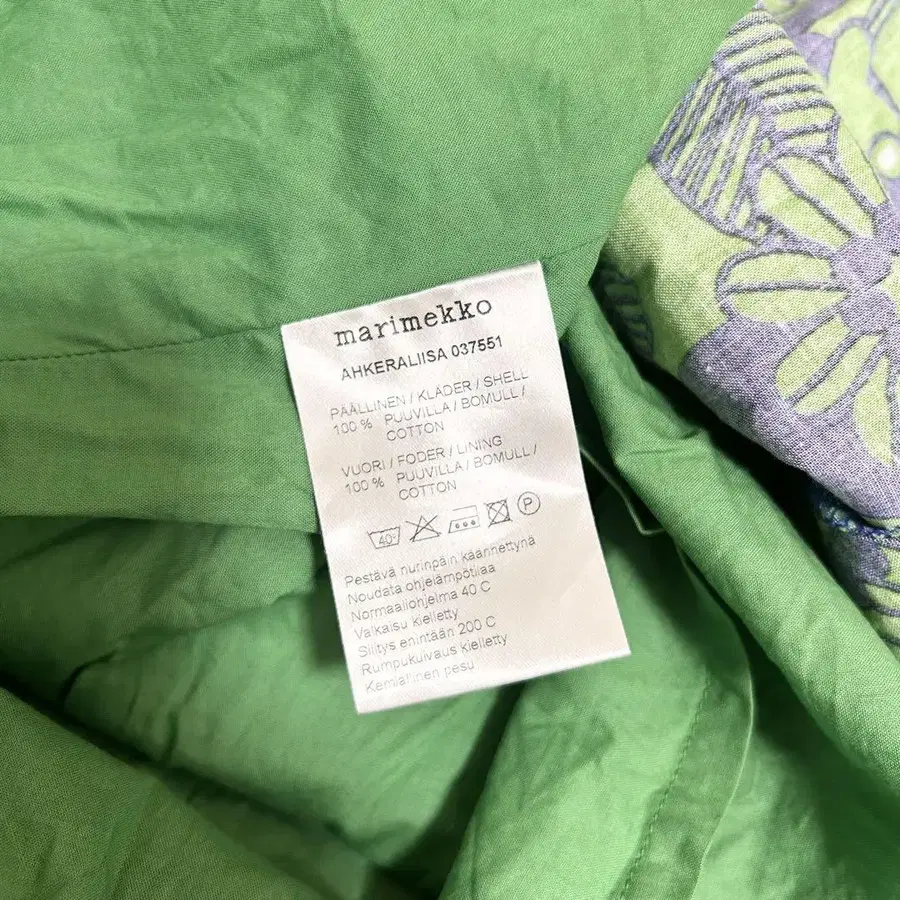 marimekko
AHKERALIISA 037551
PÄÄLLINEN / KLÄDER / SHELL
100 % PUUVILLA / BOMULL /
COTTON
VUORI / FODER / LINING
100 % PUUVILLA / BOMULL /
COTTON
40°
P
Pestävä nurinpäin käännettynä
Noudata ohjelämpötilaa
Normaaliohjelma 40 C
Valkaisu kielletty
Silitys enintään 200 C
Rumpukuivaus kielletty
Kemiallinen pesu